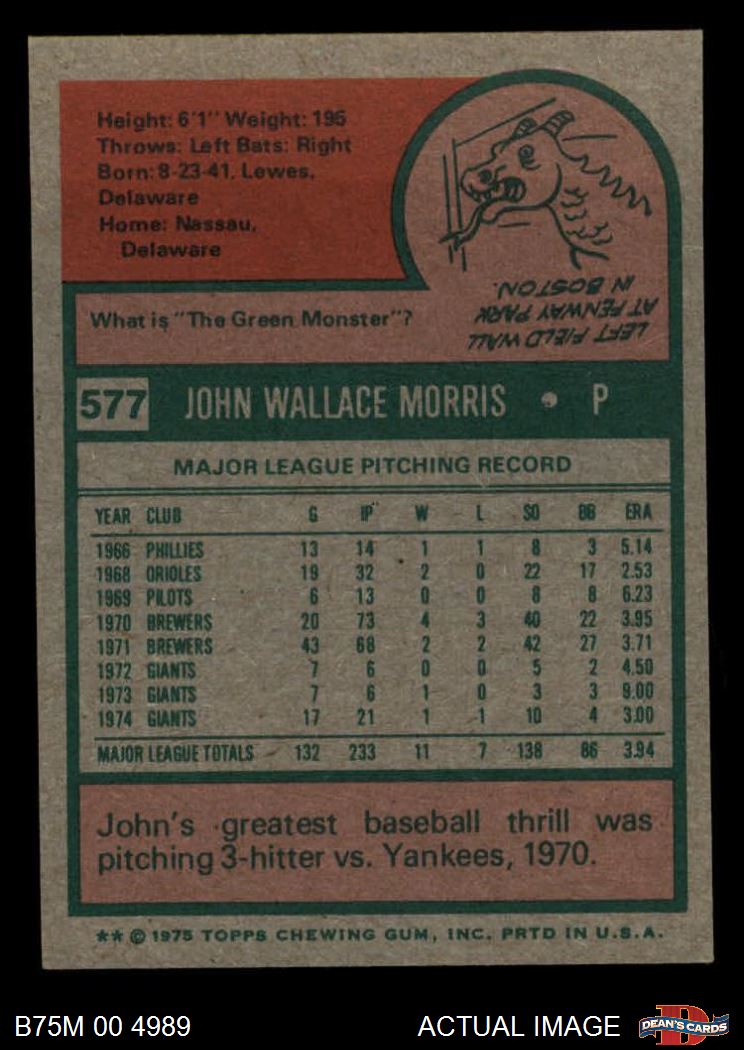 Height: 6'1" Weight: 195
Throws: Left Bats: Right
Born: 8-23-41, Lewes,
Delaware
Home: Nassau,
Delaware
What is "The Green Monster"?
LEFT FIELD WALL
AT FENWAY PARK
IN BOSTON.
577 JOHN WALLACE MORRIS • P
MAJOR LEAGUE PITCHING RECORD
YEAR CLUB G IP W L SO BB ERA
1966 PHILLIES 13 14 1 1 8 3 5.14
1968 ORIOLES 19 32 2 0 22 17 2.53
1969 PILOTS 6 13 0 0 8 8 6.23
1970 BREWERS 20 73 4 3 40 22 3.95
1971 BREWERS 43 68 2 2 42 27 3.71
1972 GIANTS 7 6 0 0 5 2 4.50
1973 GIANTS 7 6 1 0 3 3 9.00
1974 GIANTS 17 21 1 1 10 4 3.00
MAJOR LEAGUE TOTALS 132 233 11 7 138 86 3.94
John's greatest baseball thrill was
pitching 3-hitter vs. Yankees, 1970.
** © 1975 TOPPS CHEWING GUM, INC. PRTD IN U.S.A.
B75M 00 4989 ACTUAL IMAGE D DEAN'S CARDS